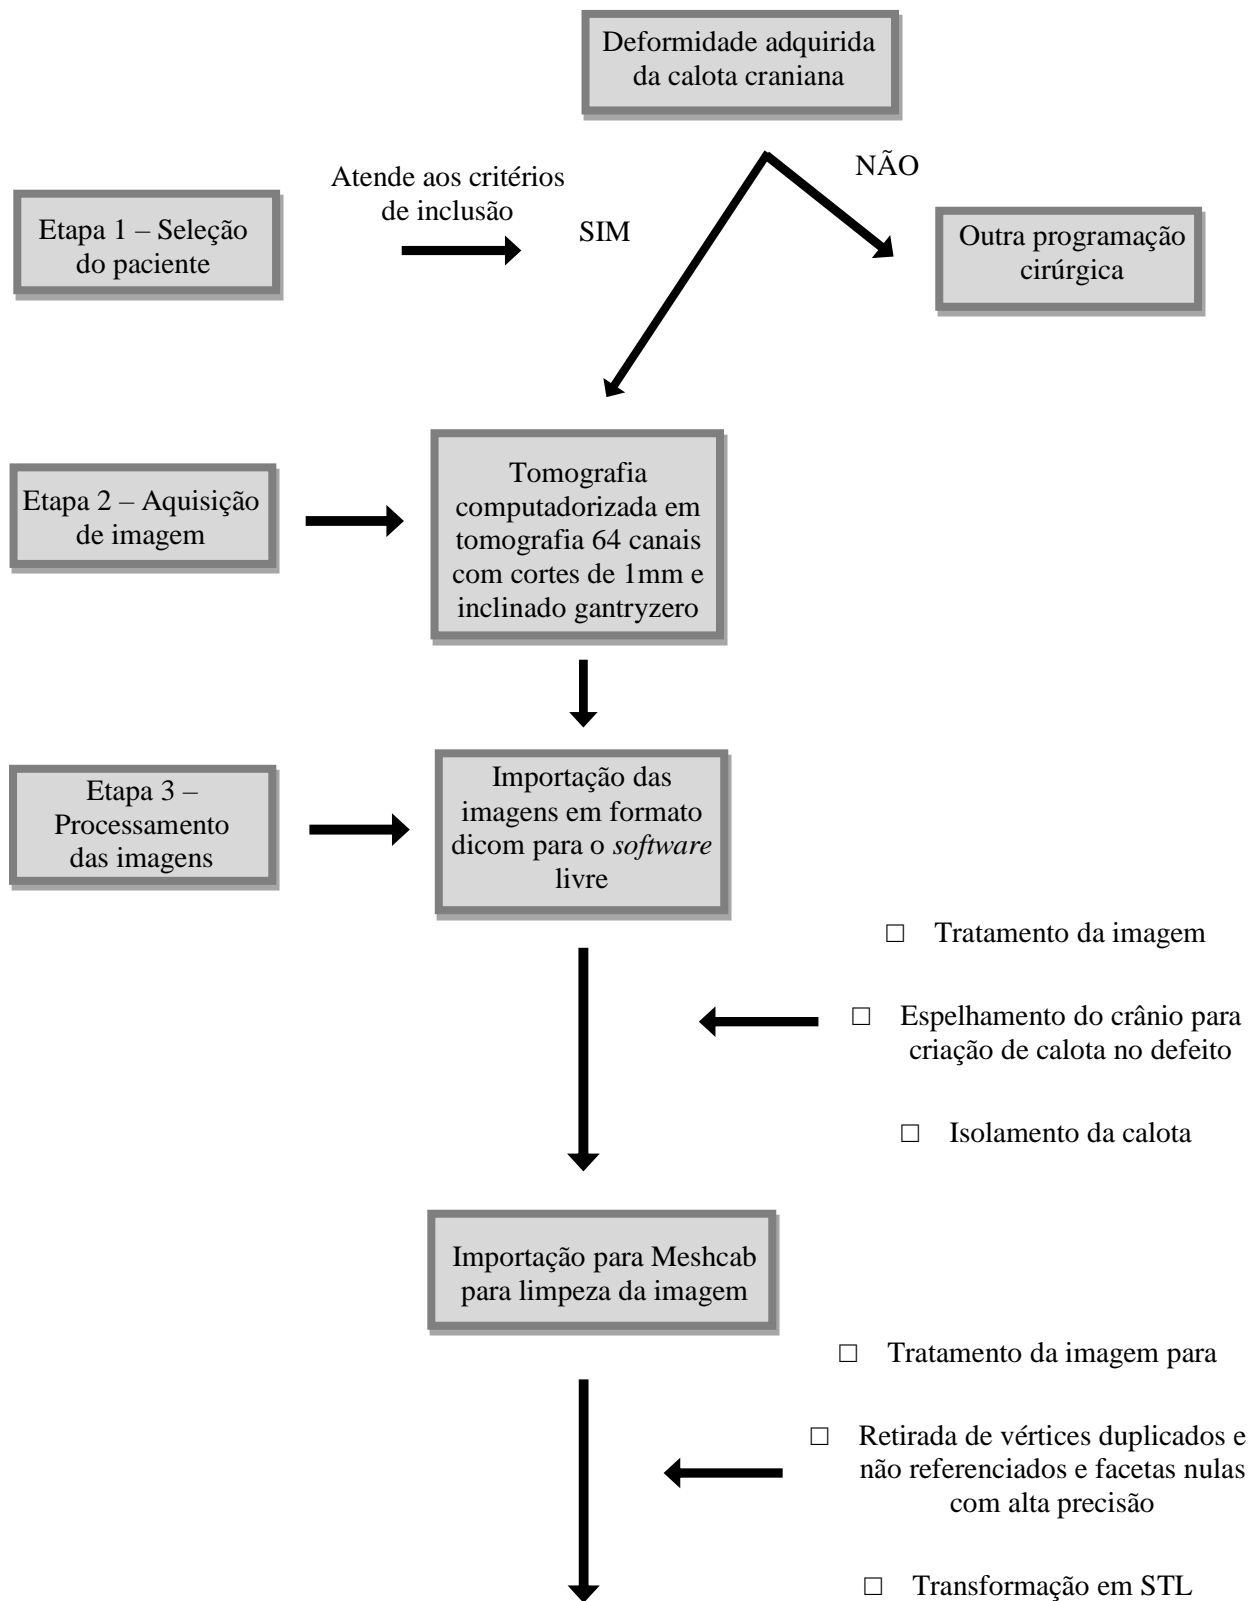 Deformidade adquirida
da calota craniana
NÃO
Atende aos critérios
de inclusão
SIM
Etapa 1 – Seleção
do paciente
Outra programação
cirúrgica
Etapa 2 – Aquisição
de imagem
Tomografia
computadorizada em
tomografia 64 canais
com cortes de 1mm e
inclinado gantryzero
Etapa 3 –
Processamento
das imagens
Importação das
imagens em formato
dicom para o software
livre
□ Tratamento da imagem
□ Espelhamento do crânio para
criação de calota no defeito
□ Isolamento da calota
Importação para Meshcab
para limpeza da imagem
□ Tratamento da imagem para
□ Retirada de vértices duplicados e
não referenciados e facetas nulas
com alta precisão
□ Transformação em STL